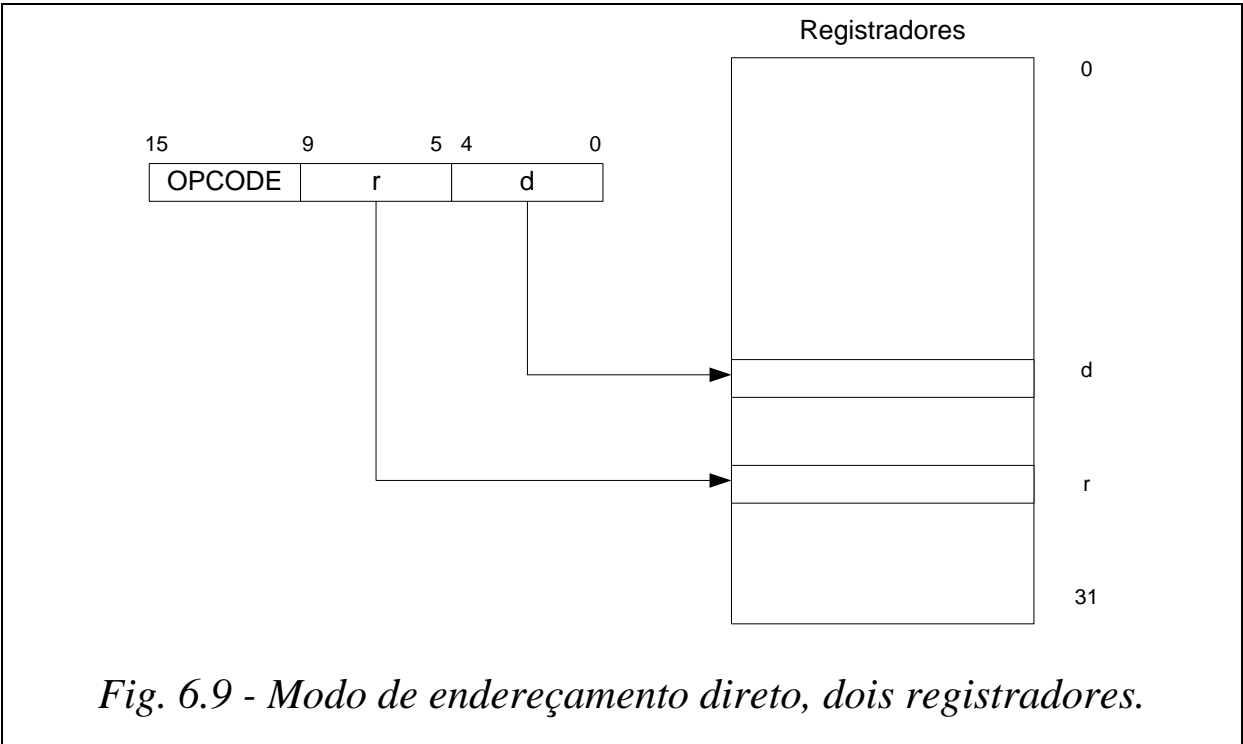 Registradores
0
15 9 5 4 0
OPCODE r d
d
r
31
Fig. 6.9 - Modo de endereçamento direto, dois registradores.